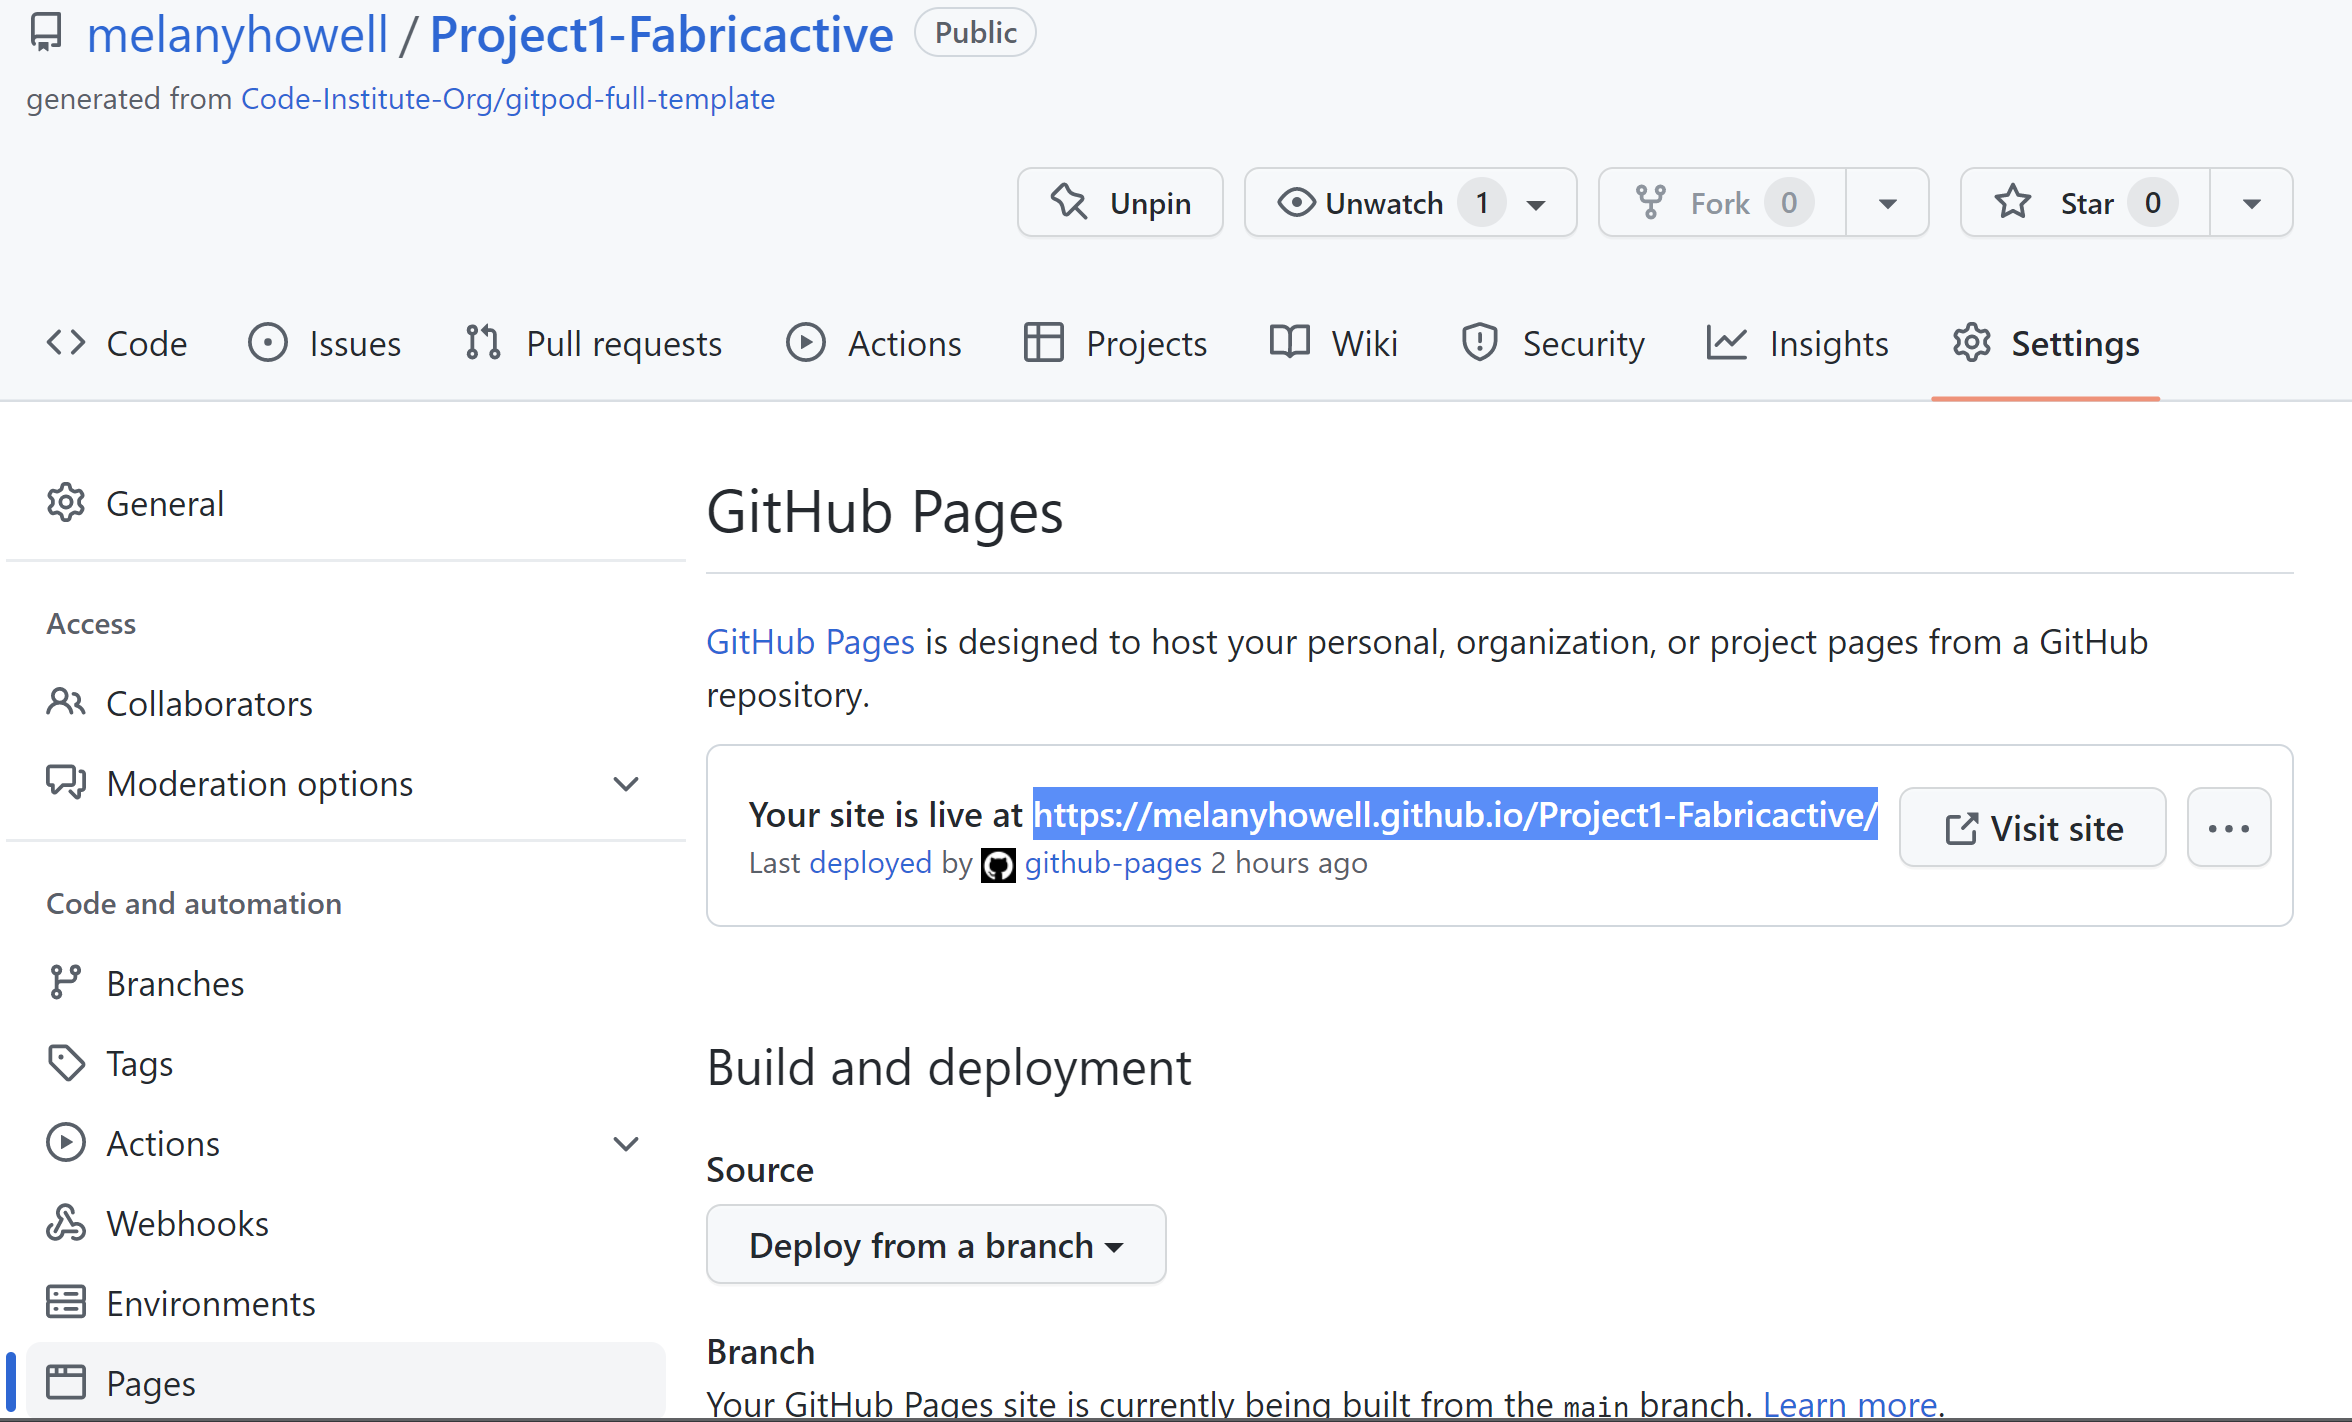 melanyhowell / Project1-Fabricactive Public
generated from Code-Institute-Org/gitpod-full-template
Unpin Unwatch 1 Fork 0 Star 0
Code Issues Pull requests Actions Projects Wiki Security Insights Settings
General
Access
Collaborators
Moderation options
Code and automation
Branches
Tags
Actions
Webhooks
Environments
Pages
GitHub Pages
GitHub Pages is designed to host your personal, organization, or project pages from a GitHub
repository.
Your site is live at https://melanyhowell.github.io/Project1-Fabricactive/
Last deployed by github-pages 2 hours ago
Visit site
Build and deployment
Source
Deploy from a branch
Branch
Your GitHub Pages site is currently being built from the main branch. Learn more.